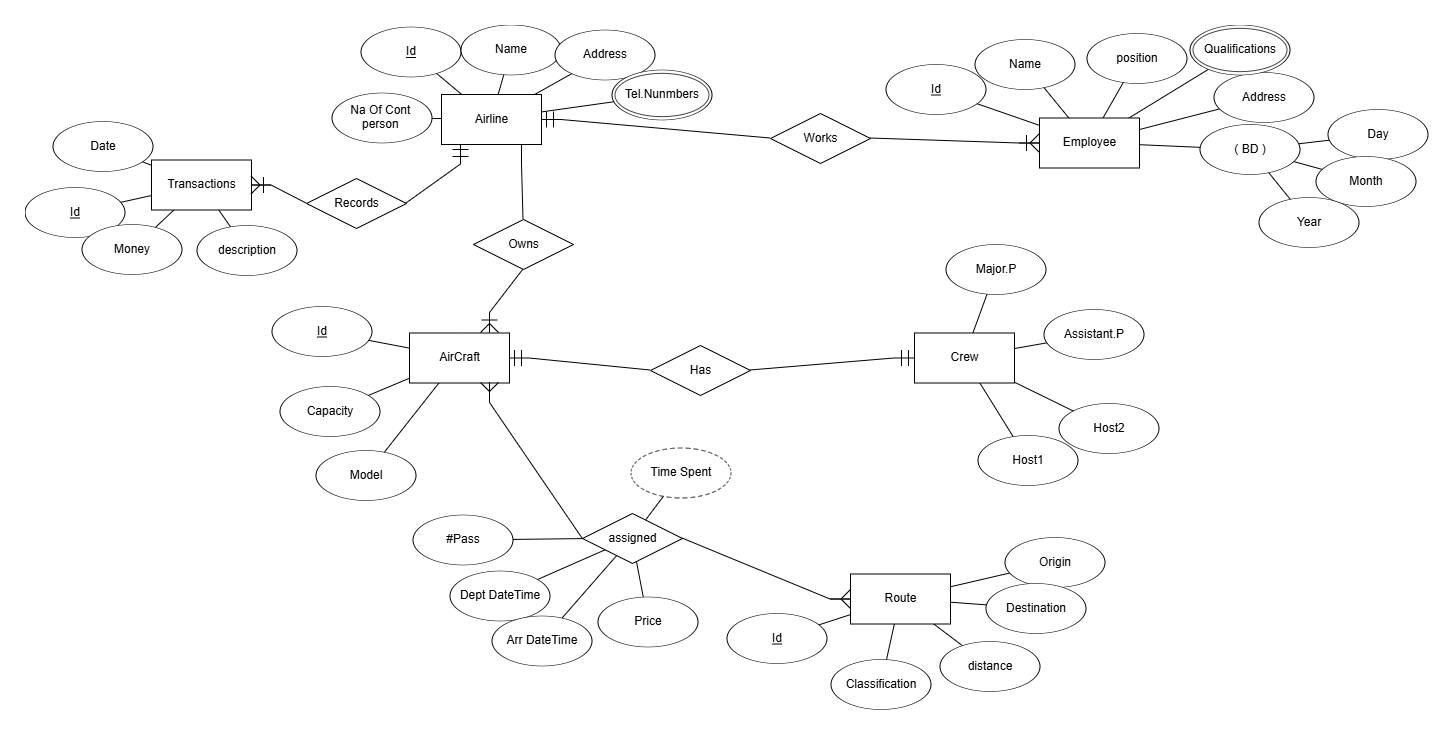 Id
Name
Address
Tel.Nunmbers
Na Of Cont
person
Airline
Name
position
Qualifications
Id
Address
Employee
( BD )
Day
Month
Year
Works
Date
Transactions
Id
Money
description
Records
Owns
Major.P
Id
AirCraft
Has
Crew
Assistant.P
Capacity
Model
Host2
Host1
Time Spent
#Pass
assigned
Dept DateTime
Arr DateTime
Price
Origin
Route
Destination
Id
distance
Classification